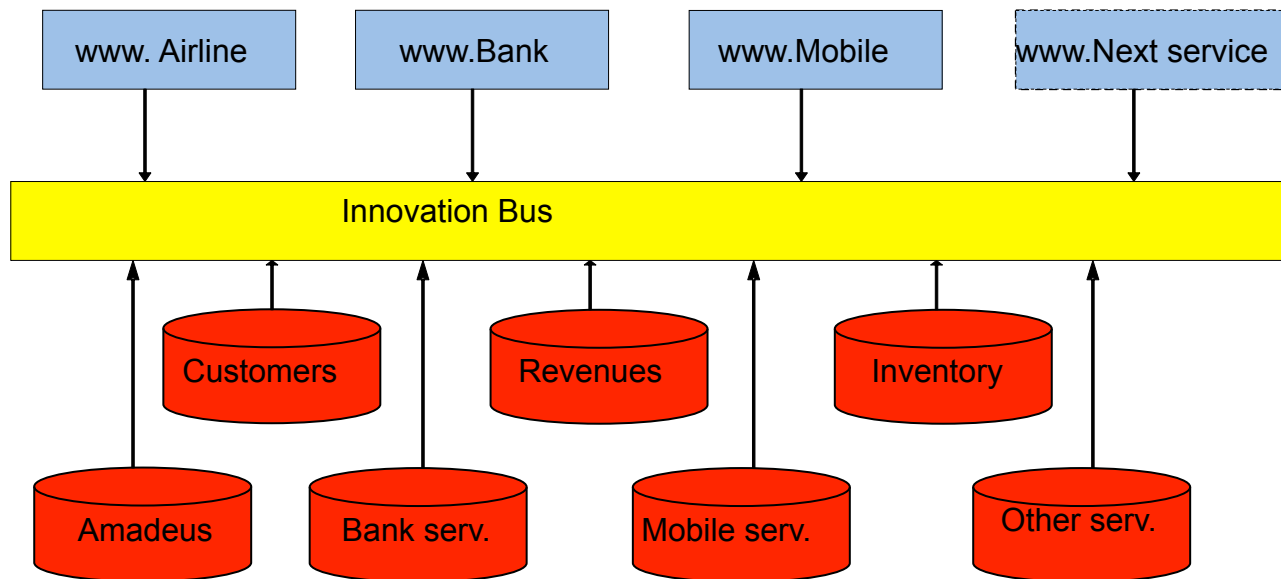 www. Airline
www.Bank
www.Mobile
www.Next service
Innovation Bus
Customers
Revenues
Inventory
Amadeus
Bank serv.
Mobile serv.
Other serv.